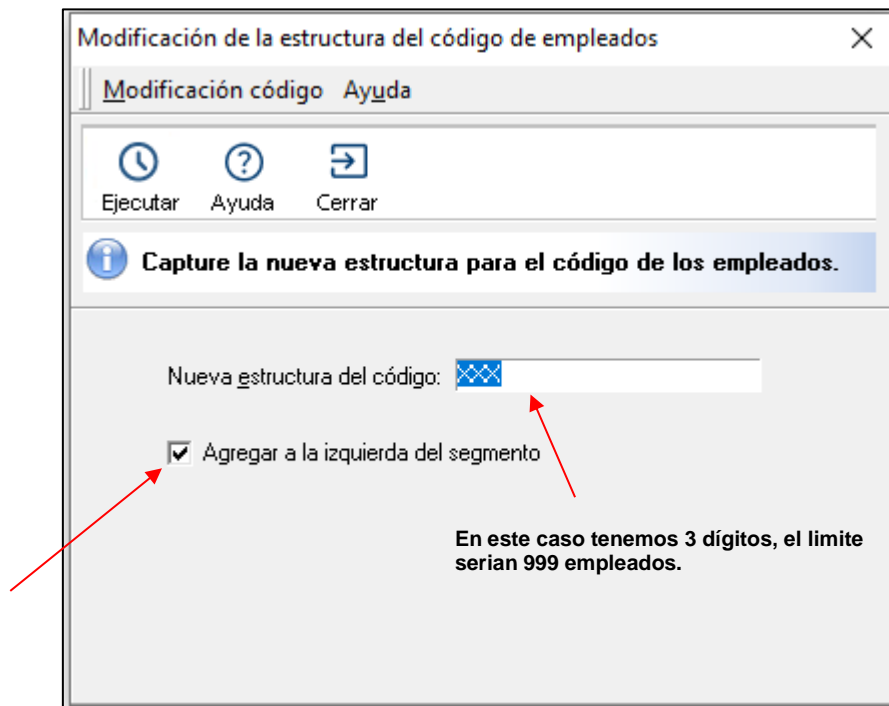 Modificación de la estructura del código de empleados
Modificación código Ayuda
Ejecutar Ayuda Cerrar
Capture la nueva estructura para el código de los empleados.
Nueva estructura del código: XXX
Agregar a la izquierda del segmento
En este caso tenemos 3 dígitos, el limite
serian 999 empleados.